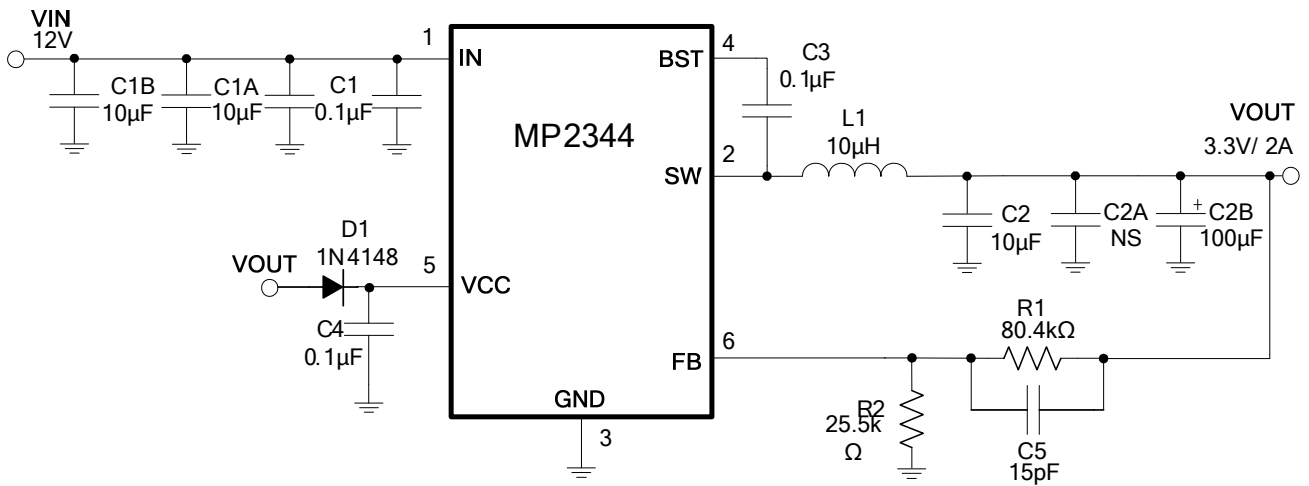 VIN
12V
1
IN
C1B
10µF
C1A
10µF
C1
0.1µF
MP2344
BST
4
C3
0.1µF
L1
10µH
2
SW
VOUT
3.3V/ 2A
C2
10µF
C2A
NS
+
C2B
100µF
D1
1N4148
VOUT
5
VCC
C4
0.1µF
R1
80.4kΩ
6
FB
GND
3
R2
25.5k
Ω
C5
15pF